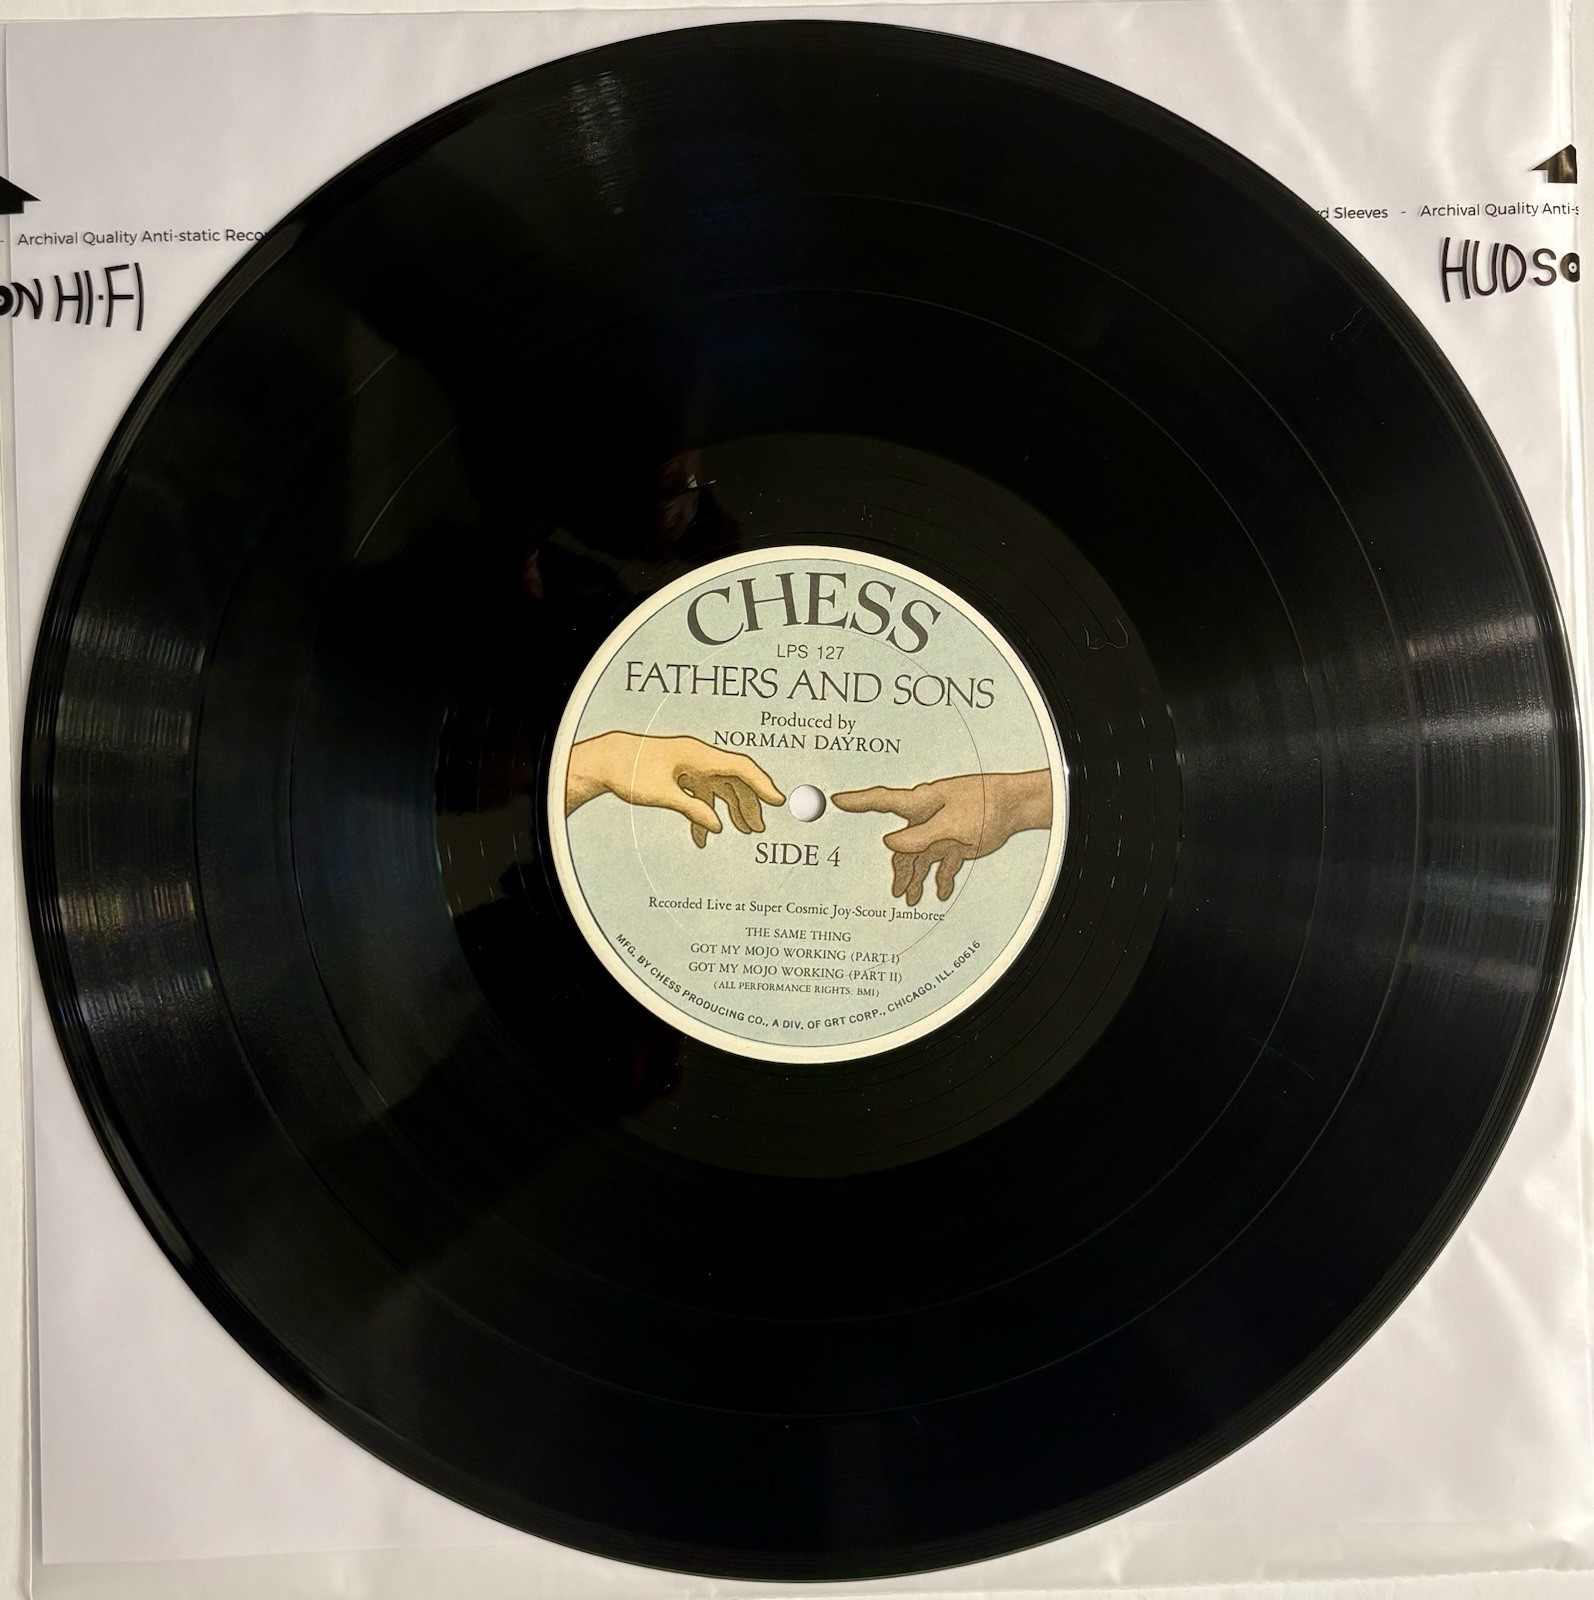 - Archival Quality Anti-static Reco
ON HI·FI
d Sleeves - Archival Quality Anti-s
HUDSO
CHESS
LPS 127
FATHERS AND SONS
Produced by
NORMAN DAYRON
SIDE 4
Recorded Live at Super Cosmic Joy-Scout Jamboree
THE SAME THING
GOT MY MOJO WORKING (PART I)
GOT MY MOJO WORKING (PART II)
(ALL PERFORMANCE RIGHTS: BMI)
MFG. BY CHESS PRODUCING CO., A DIV. OF GRT CORP., CHICAGO, ILL. 60616